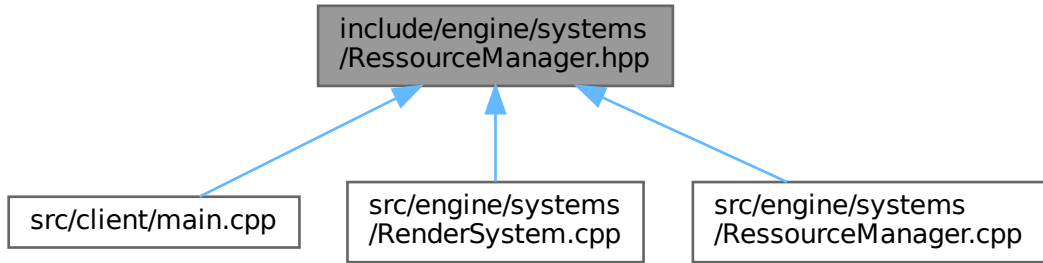 include/engine/systems
/RessourceManager.hpp
src/client/main.cpp
src/engine/systems
/RenderSystem.cpp
src/engine/systems
/RessourceManager.cpp